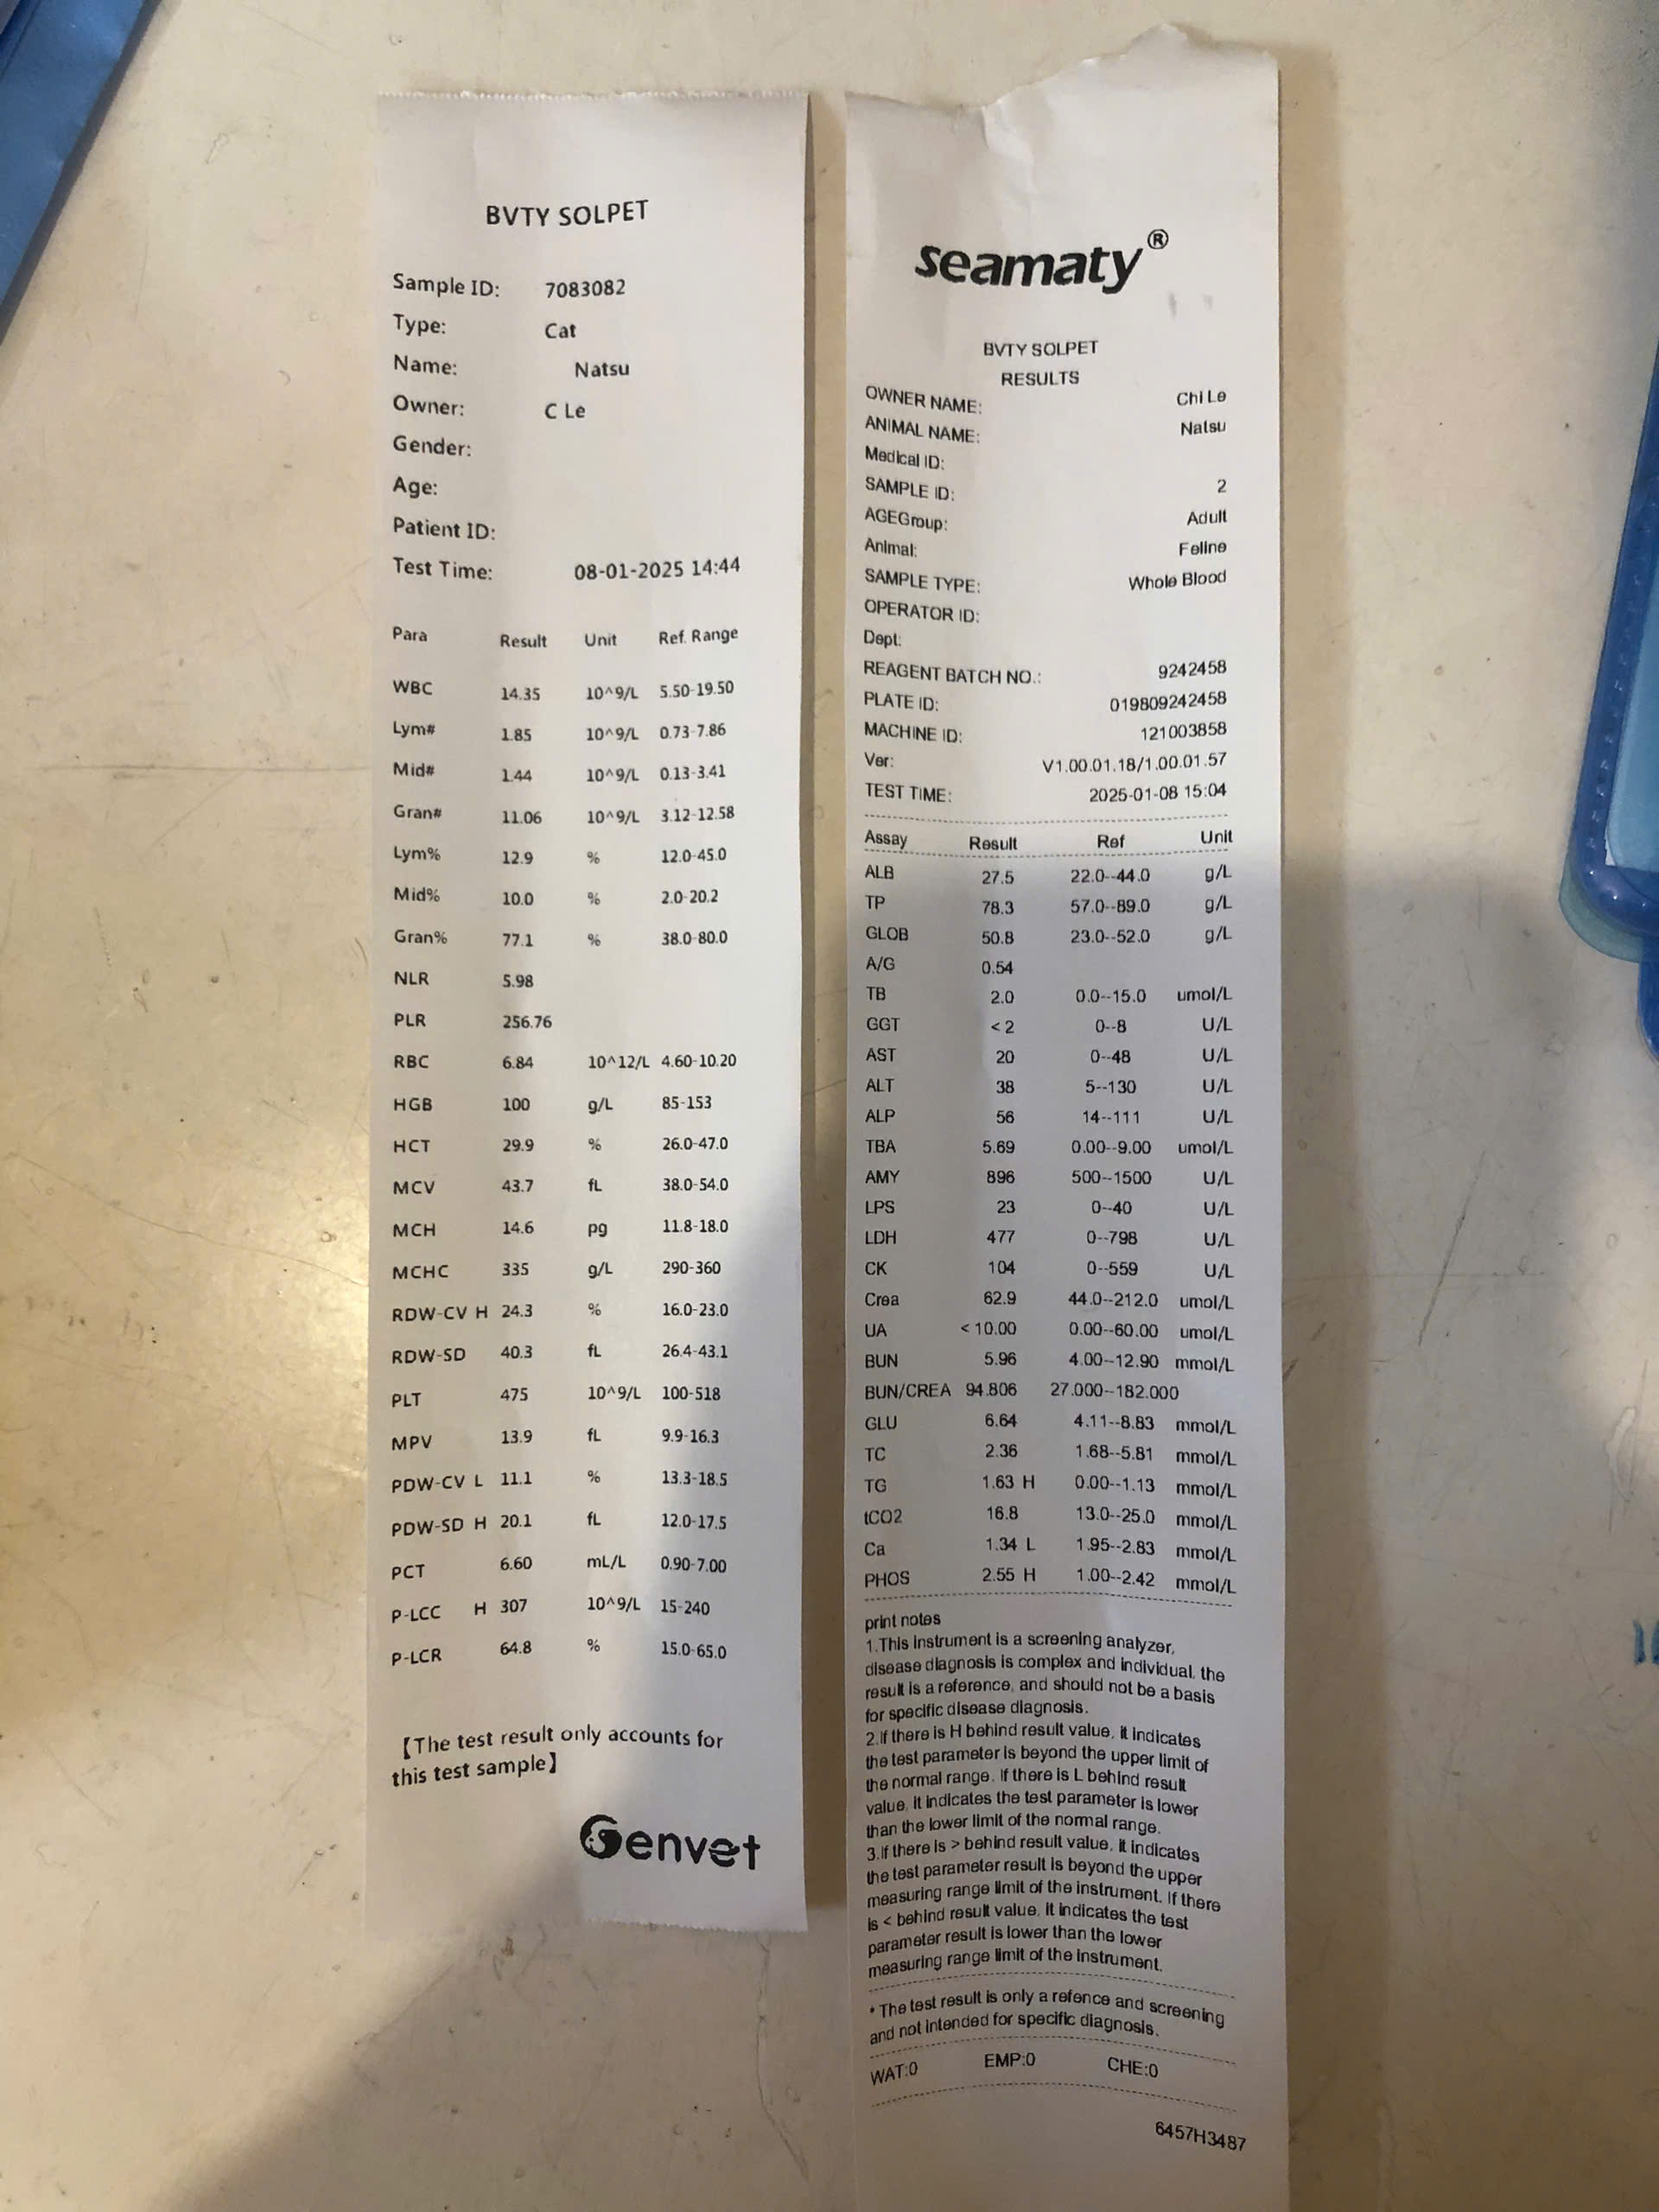 BVTY SOLPET
Sample ID: 7083082
Type: Cat
Name: Natsu
Owner: C Le
Gender:
Age:
Patient ID:
Test Time: 08-01-2025 14:44
Para Result Unit Ref. Range
WBC 14.35 10^9/L 5.50-19.50
Lym# 1.85 10^9/L 0.73-7.86
Mid# 1.44 10^9/L 0.13-3.41
Gran# 11.06 10^9/L 3.12-12.58
Lym% 12.9 % 12.0-45.0
Mid% 10.0 % 2.0-20.2
Gran% 77.1 % 38.0-80.0
NLR 5.98
PLR 256.76
RBC 6.84 10^12/L 4.60-10.20
HGB 100 g/L 85-153
HCT 29.9 % 26.0-47.0
MCV 43.7 fL 38.0-54.0
MCH 14.6 pg 11.8-18.0
MCHC 335 g/L 290-360
RDW-CV H 24.3 % 16.0-23.0
RDW-SD 40.3 fL 26.4-43.1
PLT 475 10^9/L 100-518
MPV 13.9 fL 9.9-16.3
PDW-CV L 11.1 % 13.3-18.5
PDW-SD H 20.1 fL 12.0-17.5
PCT 6.60 mL/L 0.90-7.00
P-LCC H 307 10^9/L 15-240
P-LCR 64.8 % 15.0-65.0
【The test result only accounts for
this test sample】
Genvet
seamaty®
BVTY SOLPET
RESULTS
OWNER NAME: Chi Le
ANIMAL NAME: Natsu
Medical ID:
SAMPLE ID: 2
AGEGroup: Adult
Animal: Feline
SAMPLE TYPE: Whole Blood
OPERATOR ID:
Dept:
REAGENT BATCH NO.: 9242458
PLATE ID: 019809242458
MACHINE ID: 121003858
Ver: V1.00.01.18/1.00.01.57
TEST TIME: 2025-01-08 15:04
Assay Result Ref Unit
ALB 27.5 22.0--44.0 g/L
TP 78.3 57.0--89.0 g/L
GLOB 50.8 23.0--52.0 g/L
A/G 0.54
TB 2.0 0.0--15.0 umol/L
GGT <2 0--8 U/L
AST 20 0--48 U/L
ALT 38 5--130 U/L
ALP 56 14--111 U/L
TBA 5.69 0.00--9.00 umol/L
AMY 896 500--1500 U/L
LPS 23 0--40 U/L
LDH 477 0--798 U/L
CK 104 0--559 U/L
Crea 62.9 44.0--212.0 umol/L
UA <10.00 0.00--60.00 umol/L
BUN 5.96 4.00--12.90 mmol/L
BUN/CREA 94.806 27.000--182.000
GLU 6.64 4.11--8.83 mmol/L
TC 2.36 1.68--5.81 mmol/L
TG 1.63 H 0.00--1.13 mmol/L
tCO2 16.8 13.0--25.0 mmol/L
Ca 1.34 L 1.95--2.83 mmol/L
PHOS 2.55 H 1.00--2.42 mmol/L
print notes
1.This instrument is a screening analyzer,
disease diagnosis is complex and individual, the
result is a reference, and should not be a basis
for specific disease diagnosis.
2.If there is H behind result value, it indicates
the test parameter is beyond the upper limit of
the normal range. If there is L behind result
value, it indicates the test parameter is lower
than the lower limit of the normal range.
3.If there is > behind result value, it indicates
the test parameter result is beyond the upper
measuring range limit of the instrument. If there
is < behind result value, it indicates the test
parameter result is lower than the lower
measuring range limit of the instrument.
* The test result is only a refence and screening
and not intended for specific diagnosis.
WAT:0 EMP:0 CHE:0
6457H3487